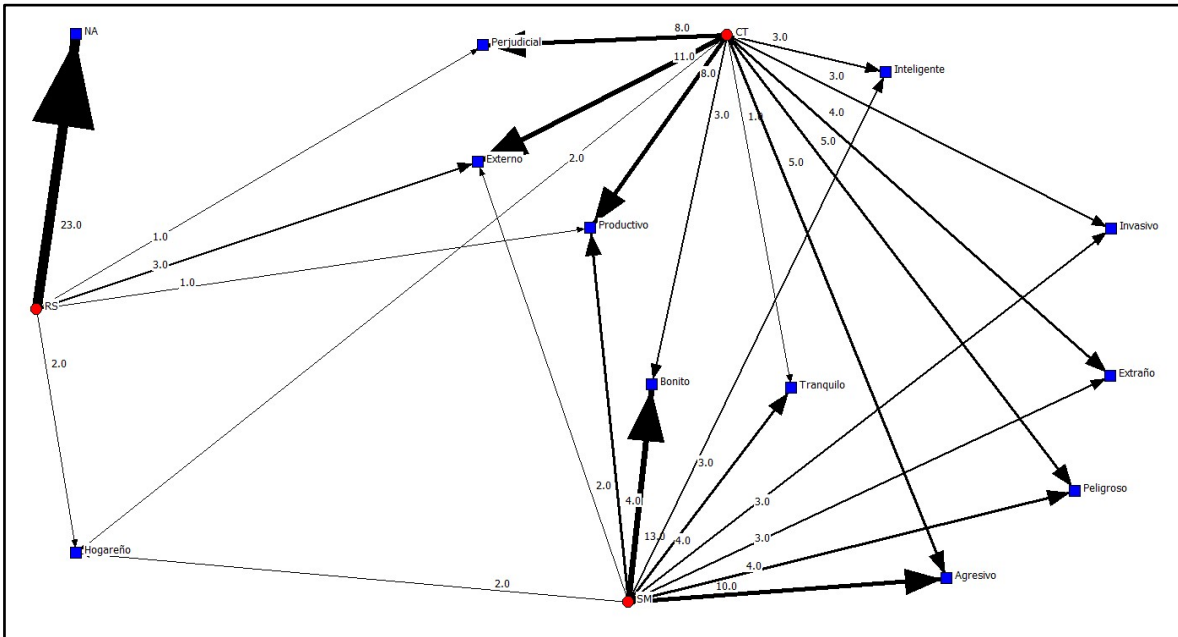 NA
Perjudicial
8.0
CT
3.0
Inteligente
11.0
8.0
3.0
4.0
3.0
1.0
5.0
Externo
2.0
5.0
23.0
Productivo
Invasivo
1.0
3.0
1.0
RS
2.0
Bonito
Tranquilo
Extraño
3.0
2.0
4.0
3.0
Peligroso
13.0
4.0
3.0
Hogareño
4.0
Agresivo
2.0
10.0
SM